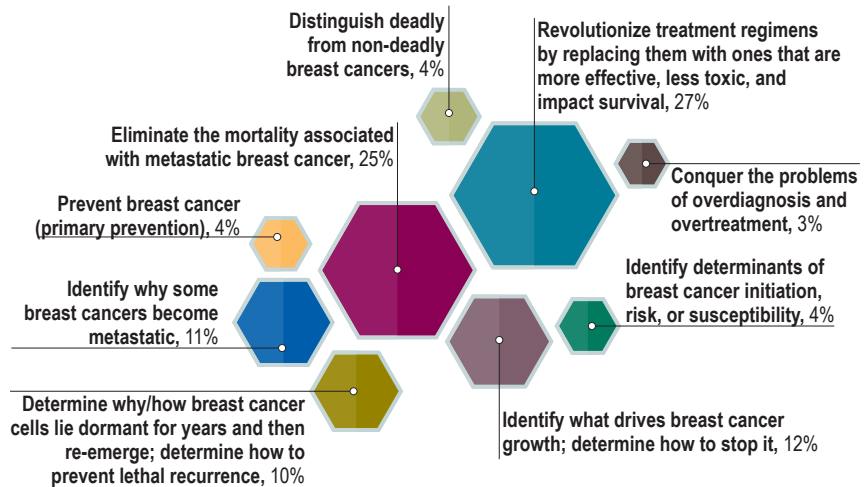 Distinguish deadly
from non-deadly
breast cancers, 4%
Revolutionize treatment regimens
by replacing them with ones that are
more effective, less toxic, and
impact survival, 27%
Eliminate the mortality associated
with metastatic breast cancer, 25%
Conquer the problems
of overdiagnosis and
overtreatment, 3%
Prevent breast cancer
(primary prevention), 4%
Identify determinants of
breast cancer initiation,
risk, or susceptibility, 4%
Identify why some
breast cancers become
metastatic, 11%
Determine why/how breast cancer
cells lie dormant for years and then
re-emerge; determine how to
prevent lethal recurrence, 10%
Identify what drives breast cancer
growth; determine how to stop it, 12%